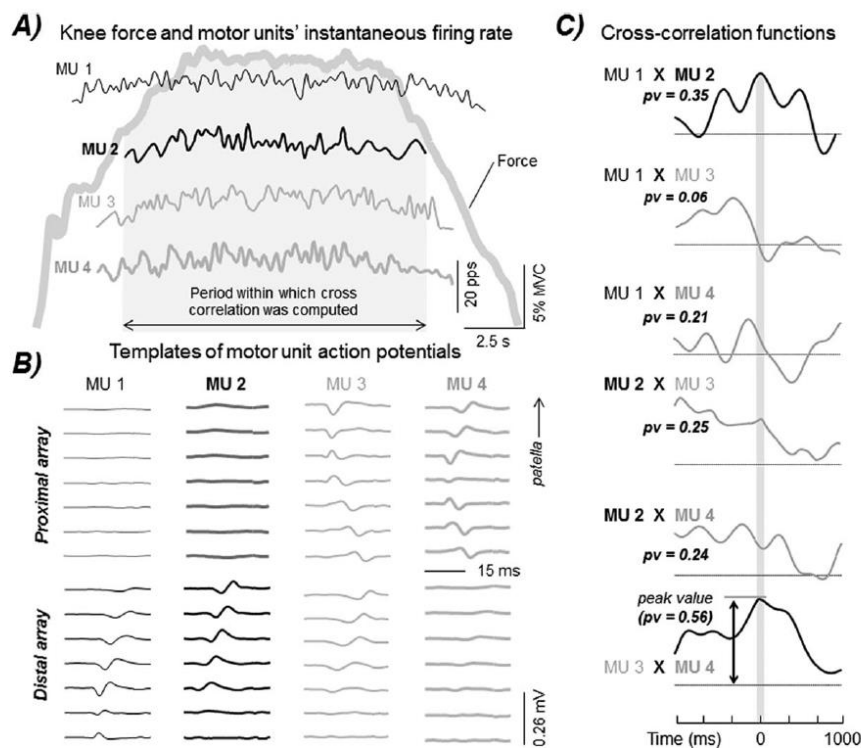 A) Knee force and motor units' instantaneous firing rate
MU 1
MU 2
MU 3
MU 4
Force
Period within which cross
correlation was computed
20 pps
5% MVC
2.5 s
B) Templates of motor unit action potentials
MU 1 MU 2 MU 3 MU 4
Proximal array
patella
15 ms
Distal array
0.26 mV
C) Cross-correlation functions
MU 1 X MU 2
pv = 0.35
MU 1 X MU 3
pv = 0.06
MU 1 X MU 4
pv = 0.21
MU 2 X MU 3
pv = 0.25
MU 2 X MU 4
pv = 0.24
peak value
(pv = 0.56)
MU 3 X MU 4
Time (ms) 0 1000